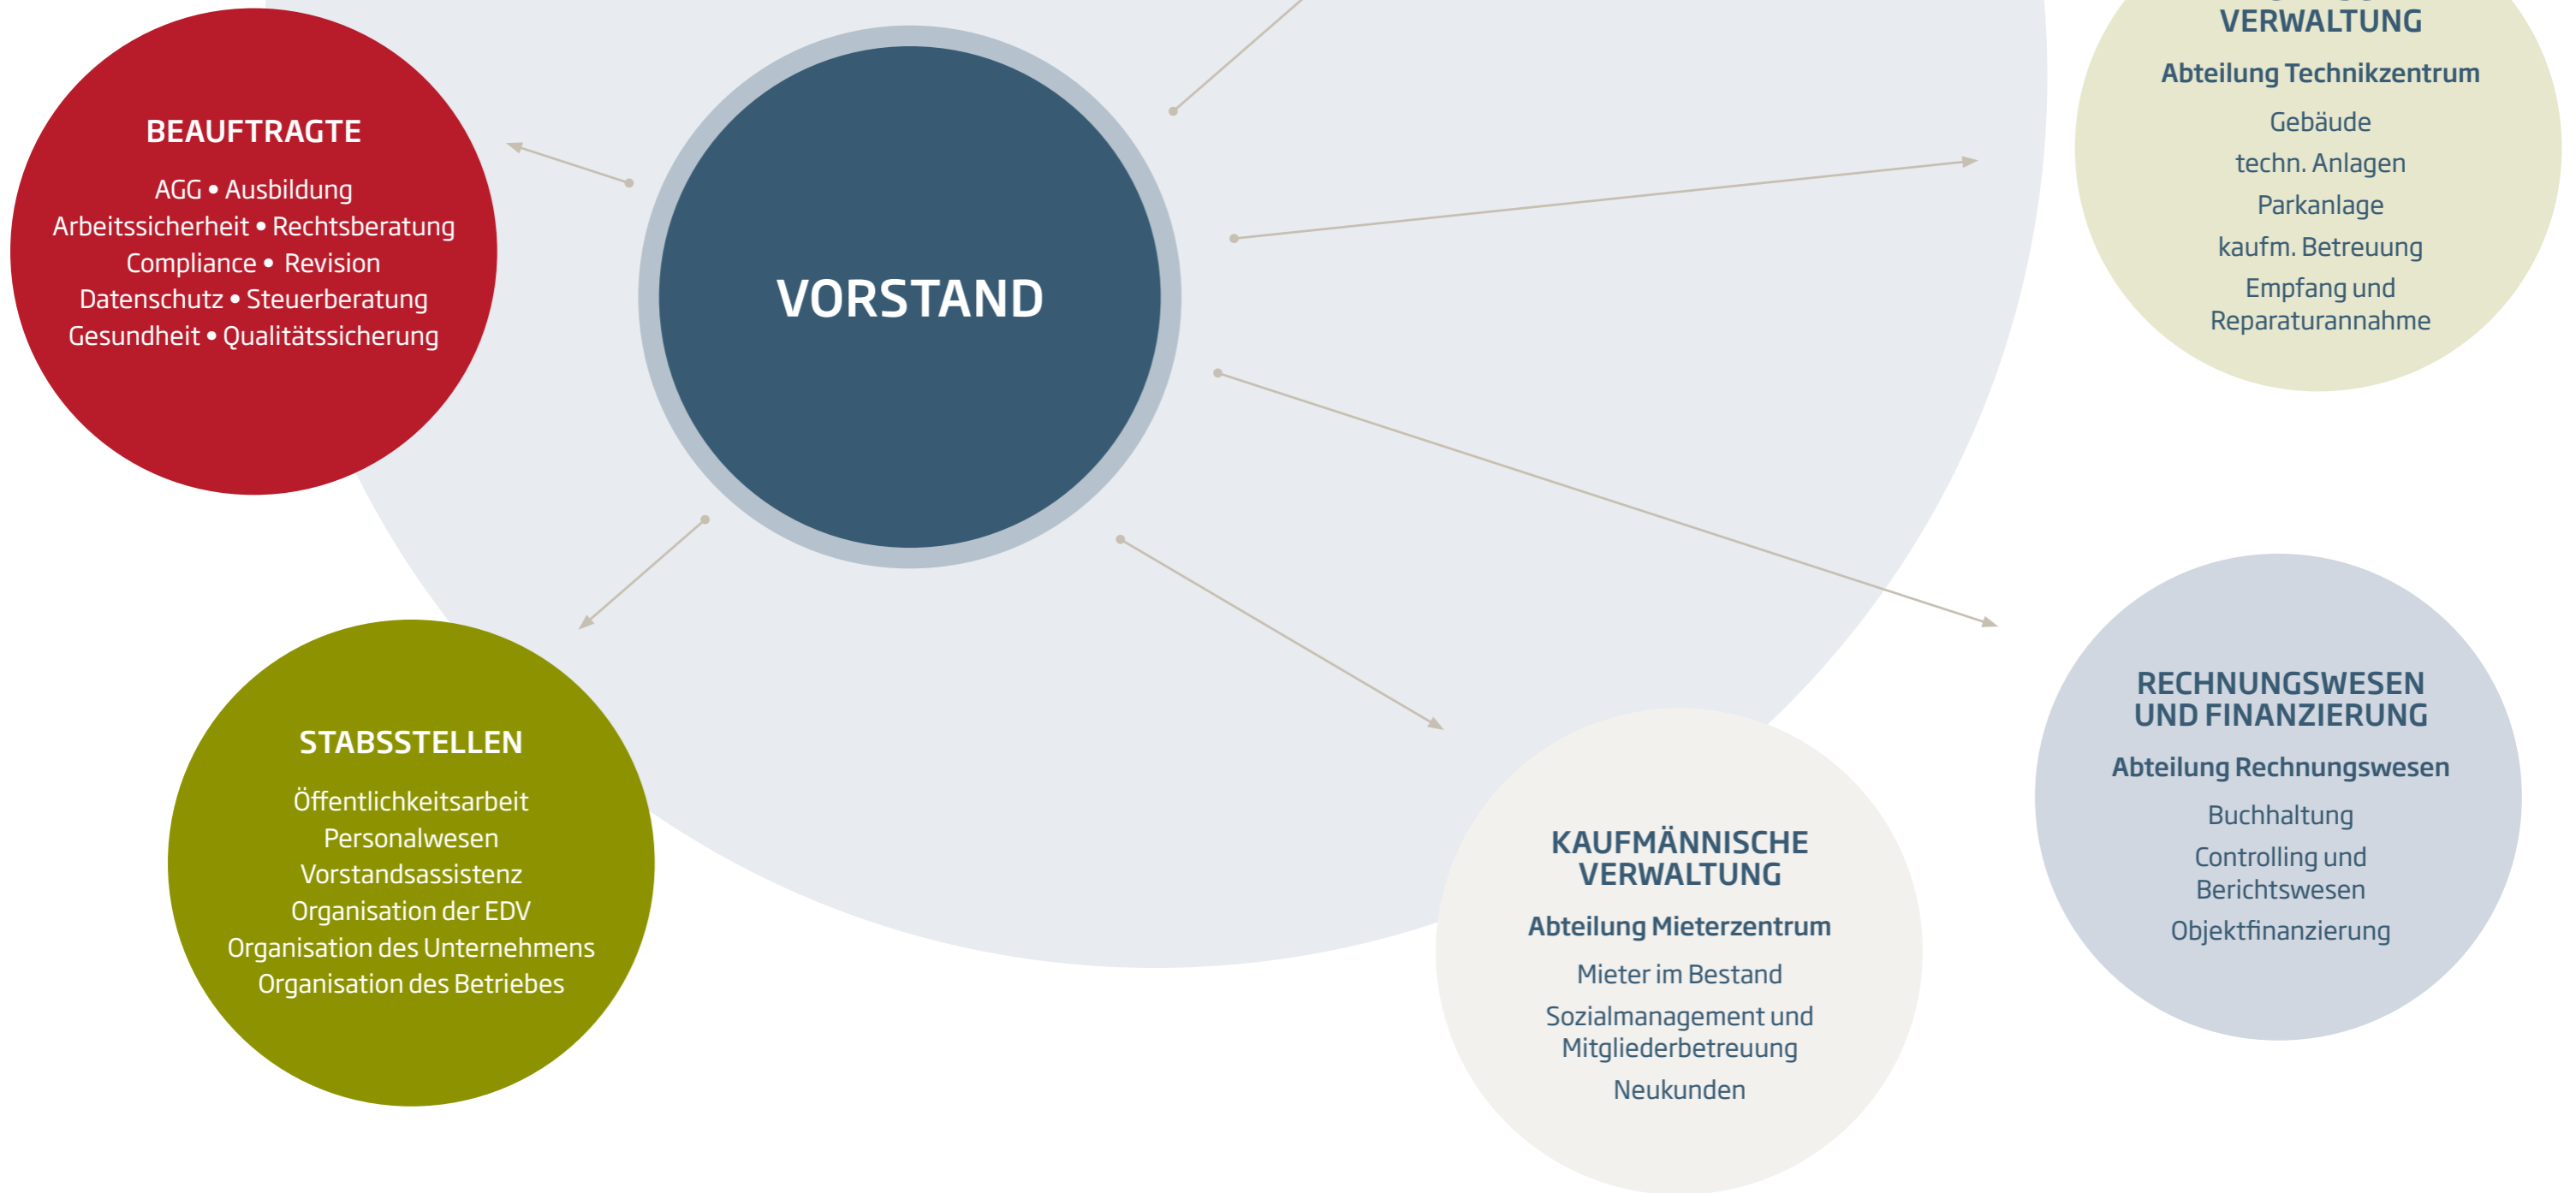 BEAUFTRAGTE
AGG • Ausbildung
Arbeitssicherheit • Rechtsberatung
Compliance • Revision
Datenschutz • Steuerberatung
Gesundheit • Qualitätssicherung
VORSTAND
VERWALTUNG
Abteilung Technikzentrum
Gebäude
techn. Anlagen
Parkanlage
kaufm. Betreuung
Empfang und
Reparaturannahme
STABSSTELLEN
Öffentlichkeitsarbeit
Personalwesen
Vorstandsassistenz
Organisation der EDV
Organisation des Unternehmens
Organisation des Betriebes
KAUFMÄNNISCHE
VERWALTUNG
Abteilung Mieterzentrum
Mieter im Bestand
Sozialmanagement und
Mitgliederbetreuung
Neukunden
RECHNUNGSWESEN
UND FINANZIERUNG
Abteilung Rechnungswesen
Buchhaltung
Controlling und
Berichtswesen
Objektfinanzierung